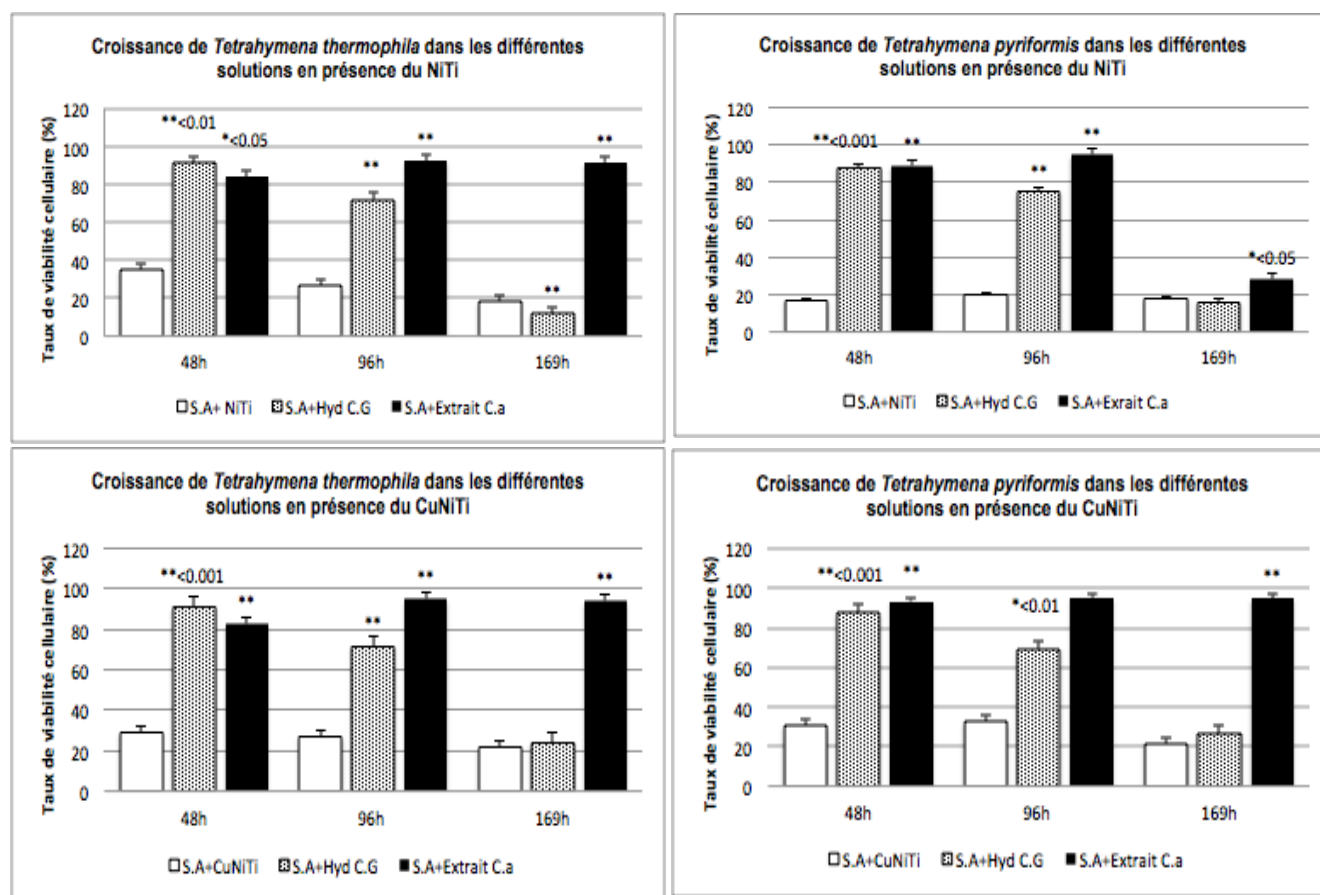 Croissance de Tetrahymena thermophila dans les différentes
solutions en présence du NiTi
Taux de viabilité cellulaire (%)
120
100
80
60
40
20
0
**<0.01
*<0.05
**
**
**
**
48h
96h
169h
S.A+ NiTi
S.A+Hyd C.G
S.A+Extrait C.a
Croissance de Tetrahymena pyriformis dans les différentes
solutions en présence du NiTi
Taux de viabilité cellulaire (%)
120
100
80
60
40
20
0
**<0.001
**
**
**
*<0.05
48h
96h
169h
S.A+NiTi
S.A+Hyd C.G
S.A+Exrait C.a
Croissance de Tetrahymena thermophila dans les différentes
solutions en présence du CuNiTi
Taux de viabilité cellulaire (%)
120
100
80
60
40
20
0
**<0.001
**
**
**
**
48h
96h
169h
S.A+CuNiTi
S.A+Hyd C.G
S.A+Extrait C.a
Croissance de Tetrahymena pyriformis dans les différentes
solutions en présence du CuNiTi
Taux de viabilité cellulaire (%)
120
100
80
60
40
20
0
**<0.001
**
*<0.01
**
48h
96h
169h
S.A+CuNiTi
S.A+Hyd C.G
S.A+Extrait C.a